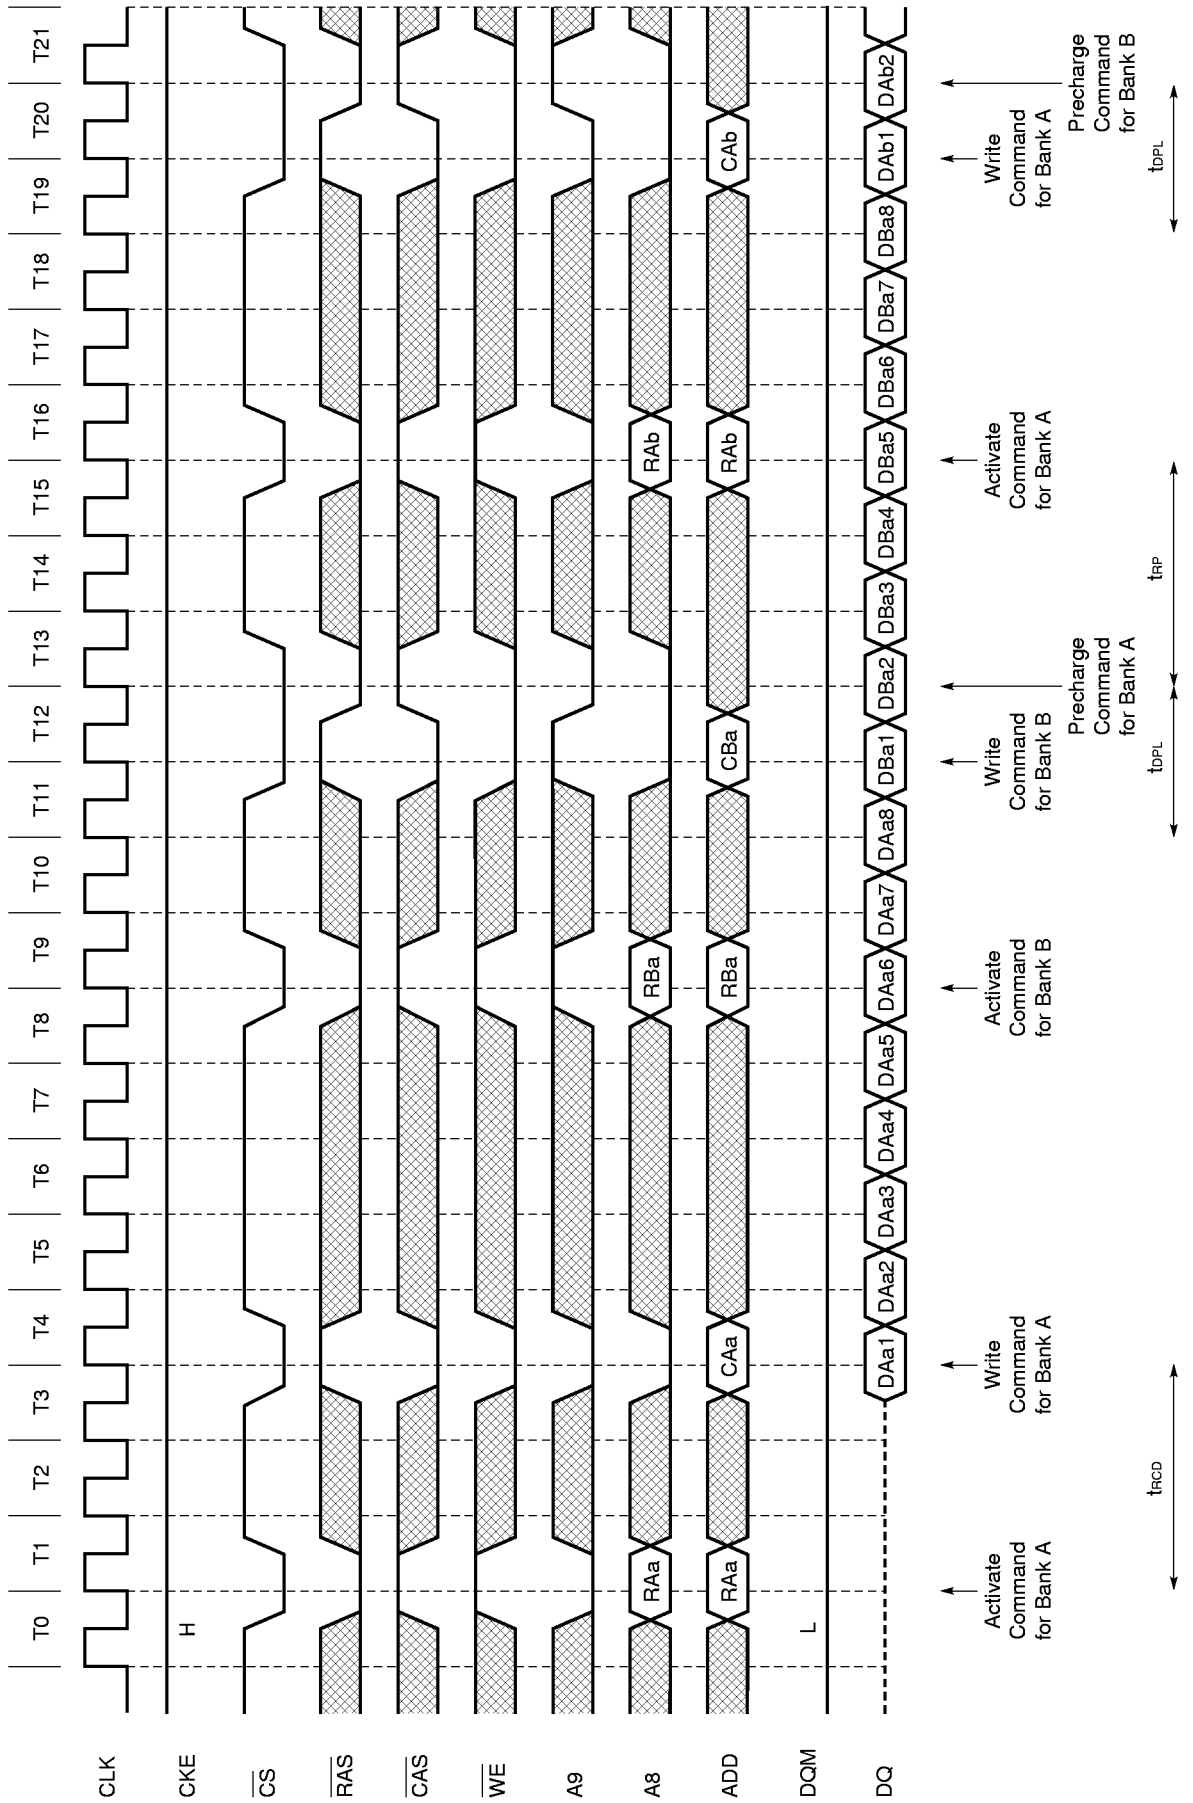 T0 T1 T2 T3 T4 T5 T6 T7 T8 T9 T10 T11 T12 T13 T14 T15 T16 T17 T18 T19 T20 T21
CLK
CKE H
CS
RAS
CAS
WE
A9
A8 RAa RBa RAb
ADD RAa CAa RBa CBa RAb CAb
DQM L
DQ DAa1 DAa2 DAa3 DAa4 DAa5 DAa6 DAa7 DAa8 DBa1 DBa2 DBa3 DBa4 DBa5 DBa6 DBa7 DBa8 DAb1 DAb2
Activate
Command
for Bank A
Write
Command
for Bank A
Activate
Command
for Bank B
Write
Command
for Bank B
Precharge
Command
for Bank A
Activate
Command
for Bank A
Write
Command
for Bank A
Precharge
Command
for Bank B
tRCD tDPL tRP tDPL